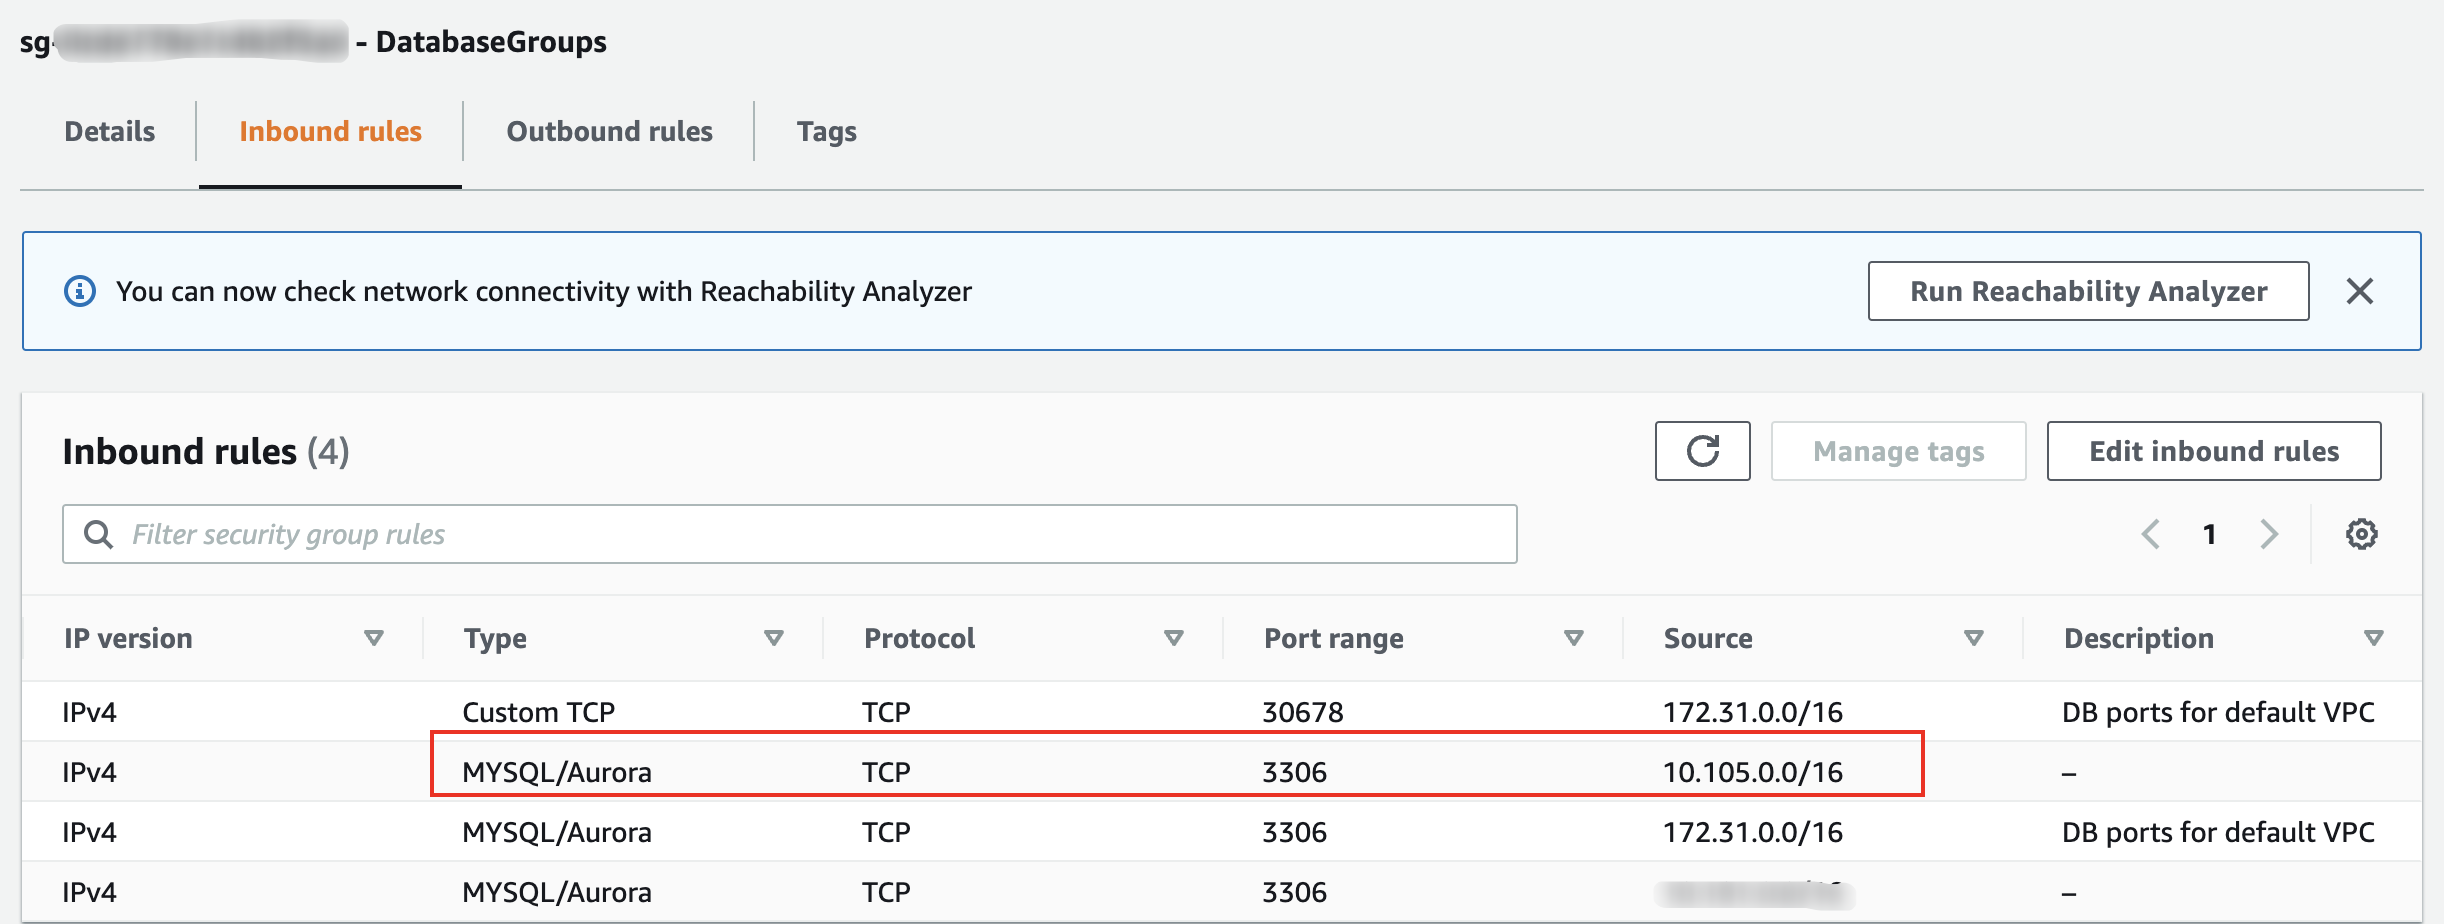 sg- - DatabaseGroups
Details Inbound rules Outbound rules Tags
You can now check network connectivity with Reachability Analyzer Run Reachability Analyzer
Inbound rules (4) Manage tags Edit inbound rules
Filter security group rules 1
IP version Type Protocol Port range Source Description
IPv4 Custom TCP TCP 30678 172.31.0.0/16 DB ports for default VPC
IPv4 MYSQL/Aurora TCP 3306 10.105.0.0/16 –
IPv4 MYSQL/Aurora TCP 3306 172.31.0.0/16 DB ports for default VPC
IPv4 MYSQL/Aurora TCP 3306 –